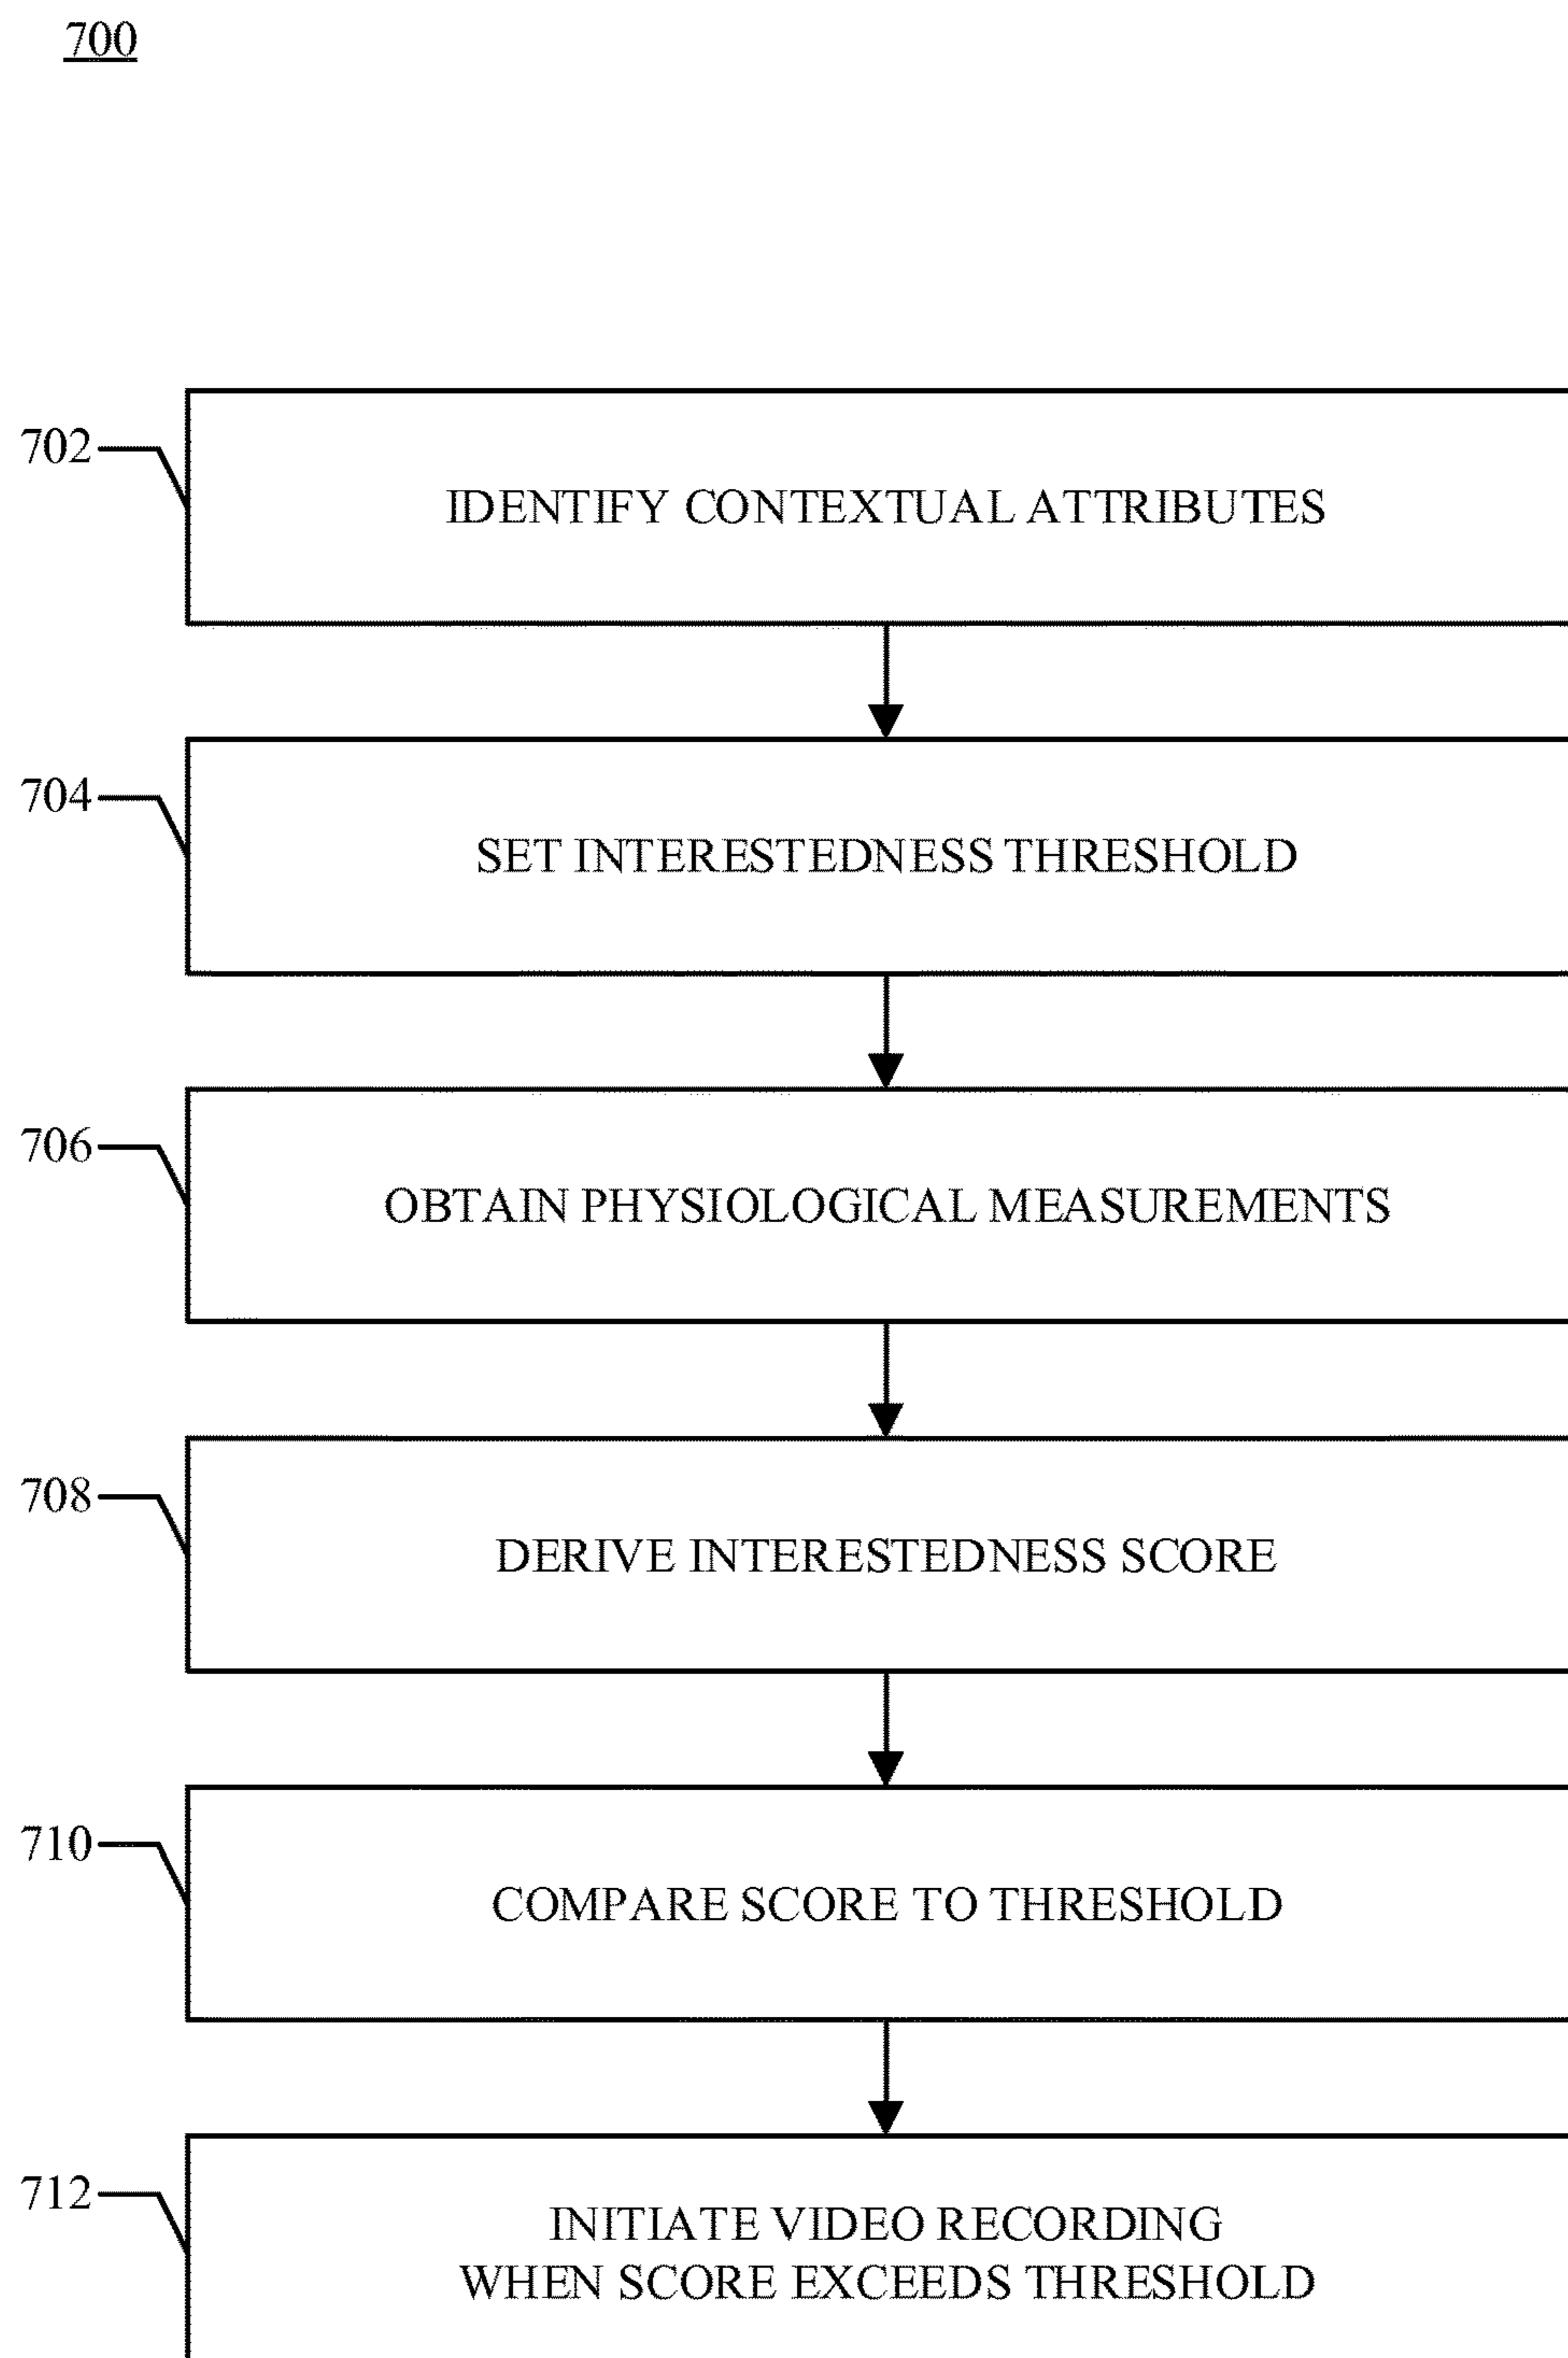 700
702
IDENTIFY CONTEXTUAL ATTRIBUTES
704
SET INTERESTEDNESS THRESHOLD
706
OBTAIN PHYSIOLOGICAL MEASUREMENTS
708
DERIVE INTERESTEDNESS SCORE
710
COMPARE SCORE TO THRESHOLD
712
INITIATE VIDEO RECORDING
WHEN SCORE EXCEEDS THRESHOLD